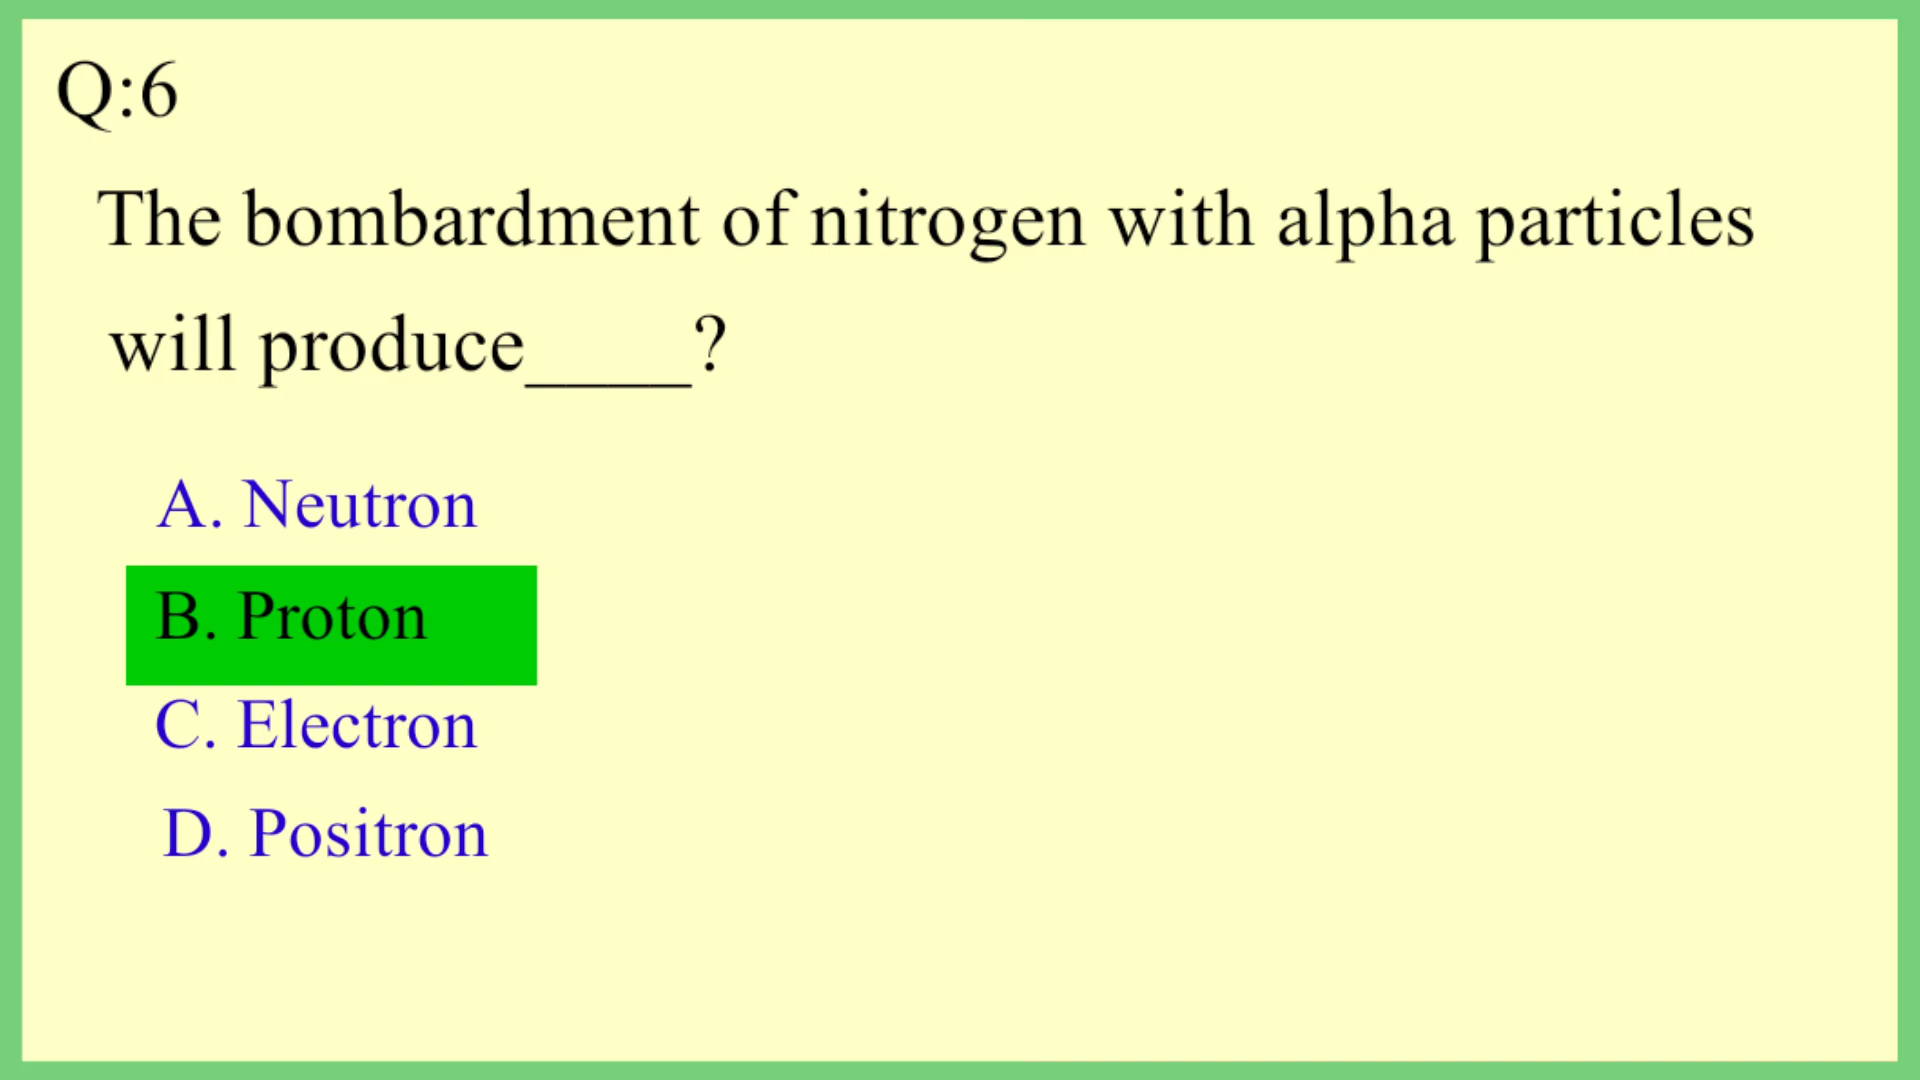 Q:6
The bombardment of nitrogen with alpha particles
will produce____?
A. Neutron
B. Proton
C. Electron
D. Positron